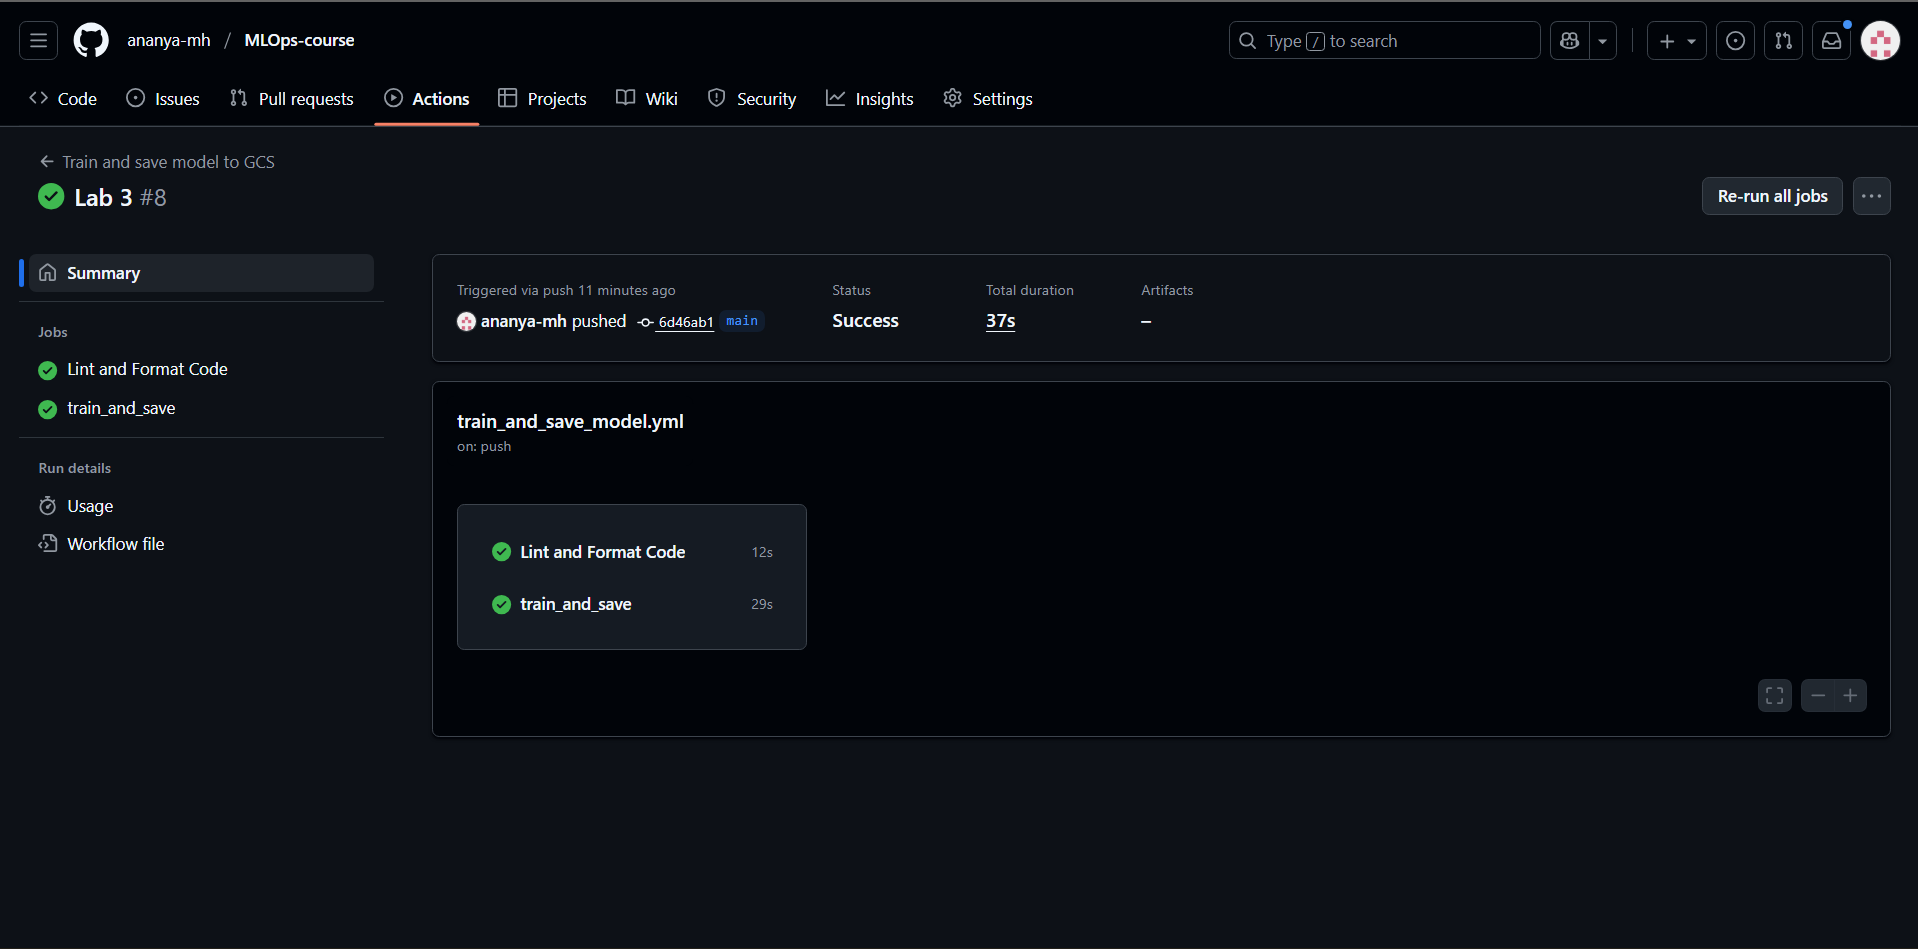 ananya-mh / MLOps-course
Type / to search
Code Issues Pull requests Actions Projects Wiki Security Insights Settings
Train and save model to GCS
Lab 3 #8
Re-run all jobs
Summary
Jobs
Lint and Format Code
train_and_save
Run details
Usage
Workflow file
Triggered via push 11 minutes ago
ananya-mh pushed 6d46ab1 main
Status
Success
Total duration
37s
Artifacts
–
train_and_save_model.yml
on: push
Lint and Format Code 12s
train_and_save 29s